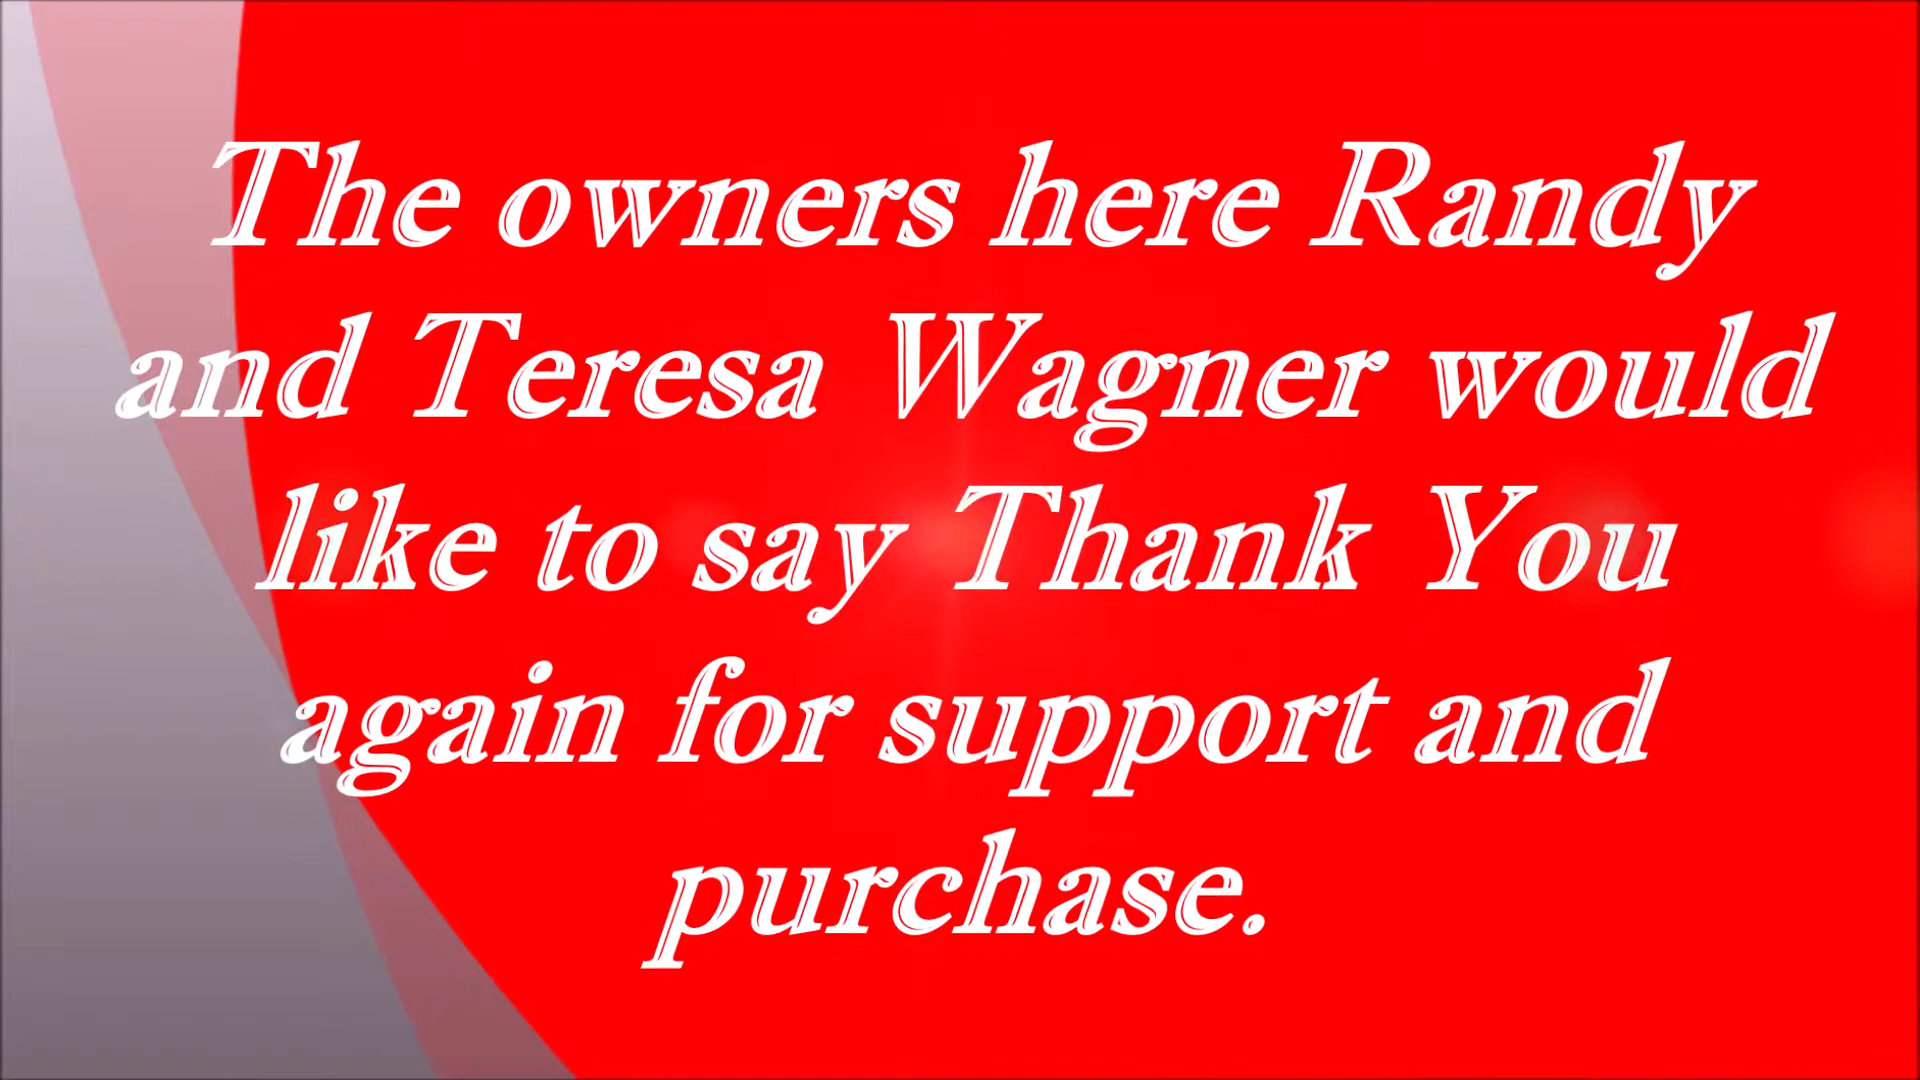 The owners here Randy
and Teresa Wagner would
like to say Thank You
again for support and
purchase.